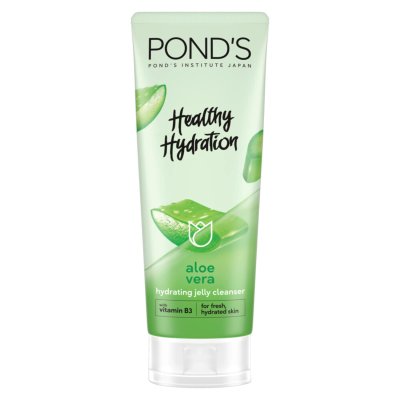 POND'S
POND'S INSTITUTE JAPAN
Healthy
Hydration
aloe
vera
hydrating jelly cleanser
with
vitamin B3
for fresh,
hydrated skin